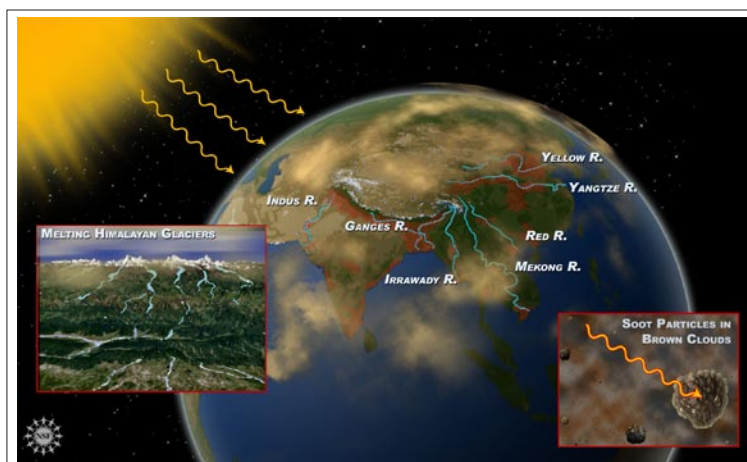 Yellow R.
Yangtze R.
Indus R.
Ganges R.
Red R.
Melting Himalayan Glaciers
Mekong R.
Irrawady R.
Soot Particles in
Brown Clouds
NSF